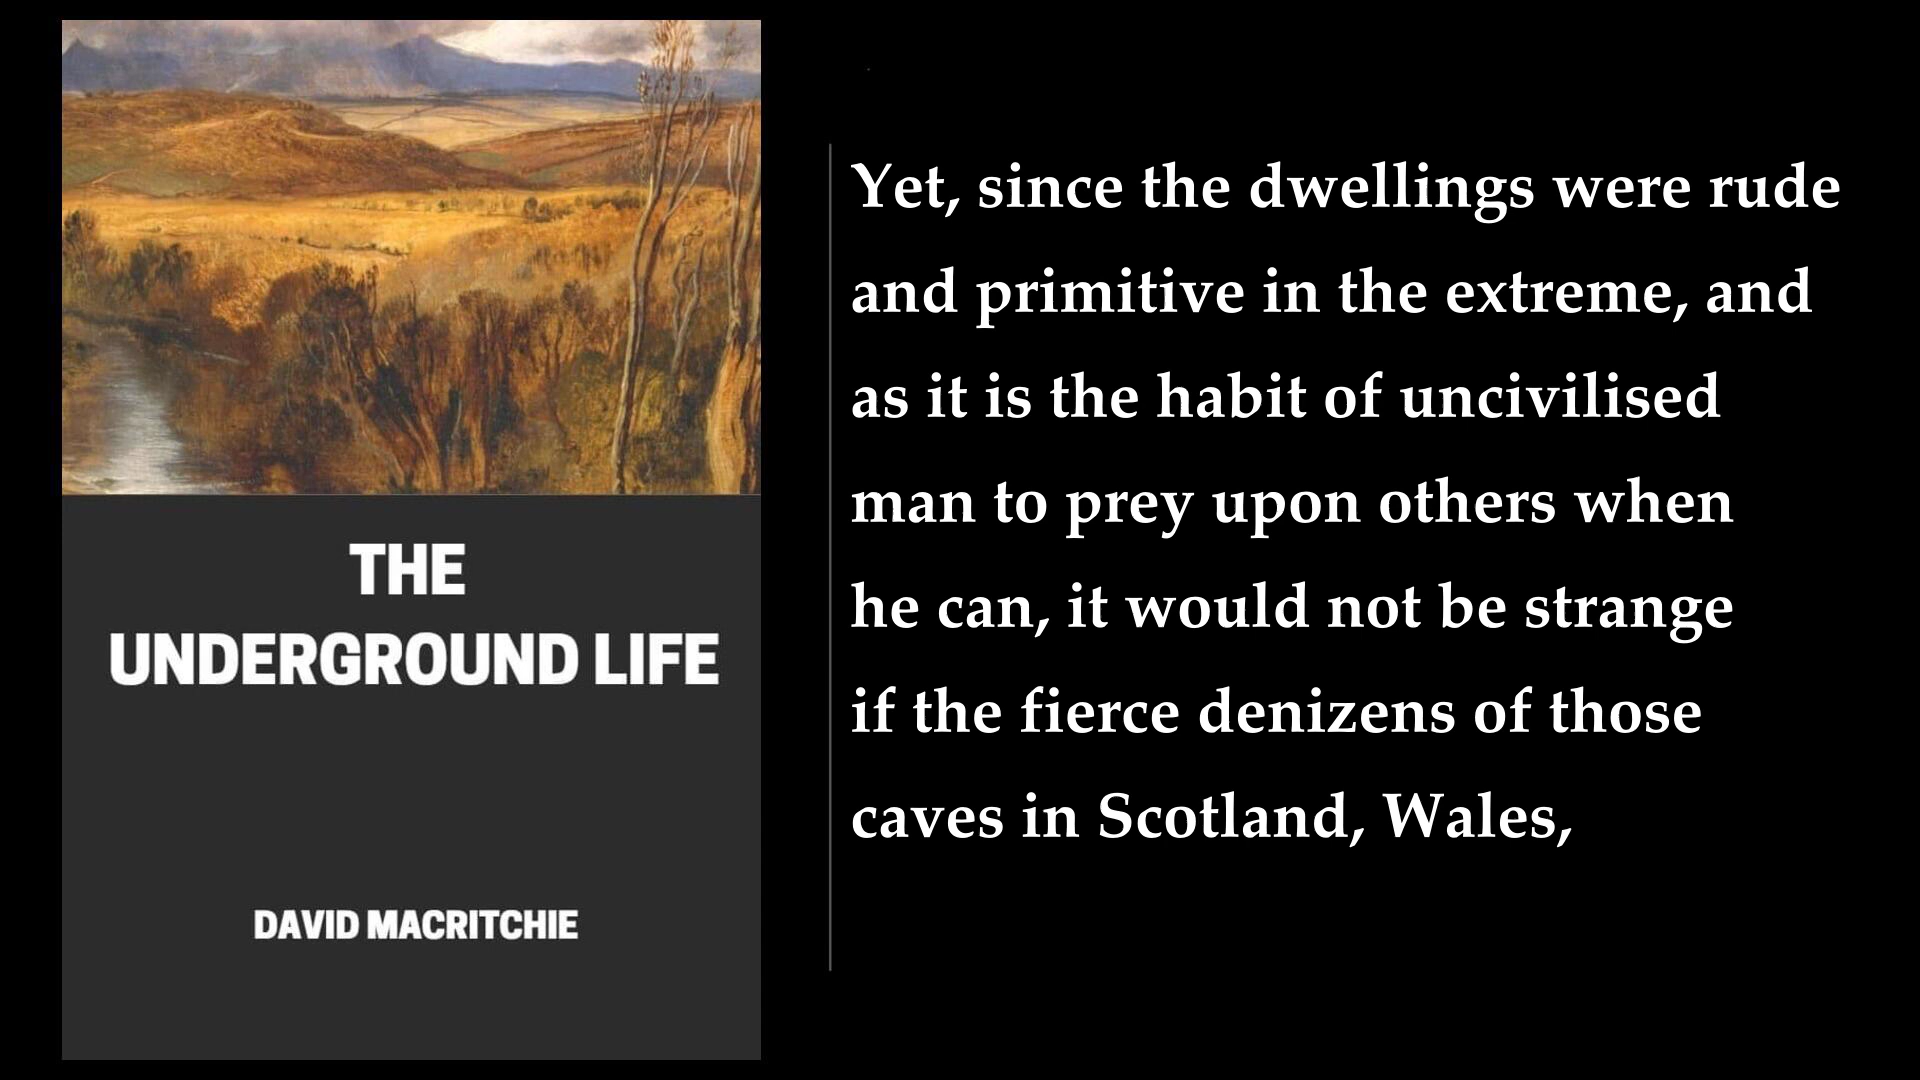 THE
UNDERGROUND LIFE
DAVID MACRITCHIE
Yet, since the dwellings were rude
and primitive in the extreme, and
as it is the habit of uncivilised
man to prey upon others when
he can, it would not be strange
if the fierce denizens of those
caves in Scotland, Wales,